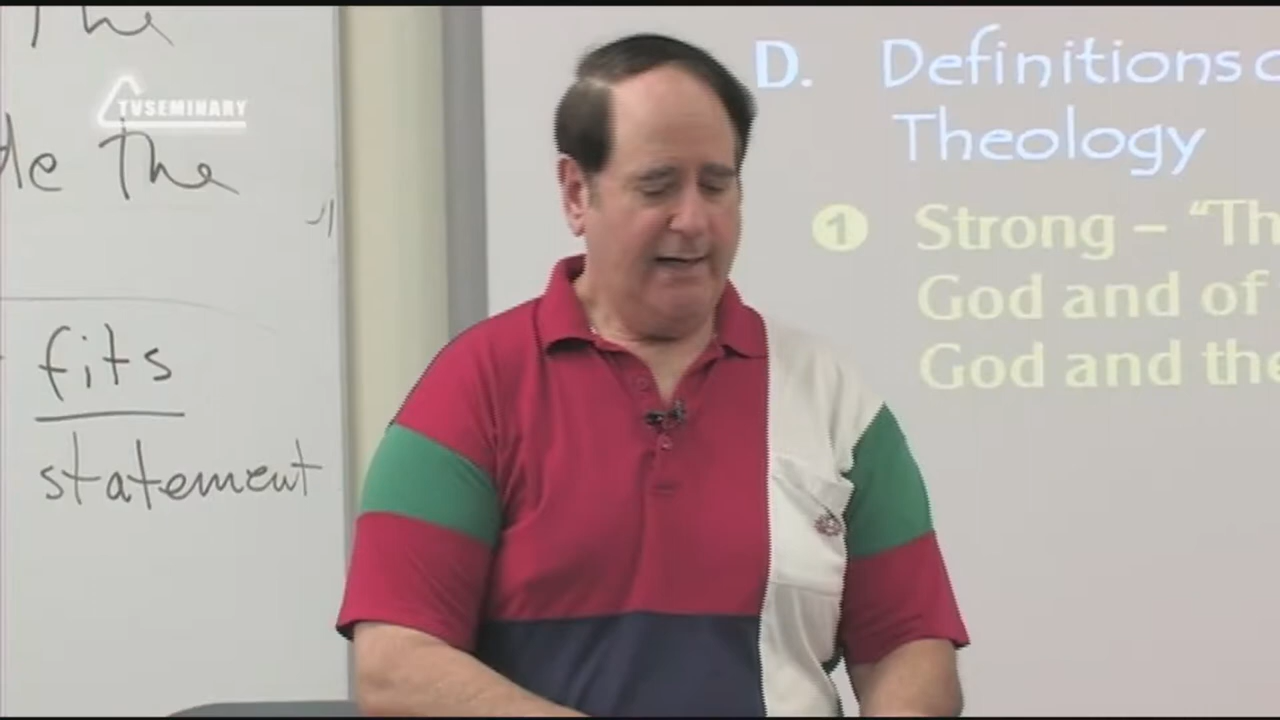 the
TVSEMINARY
de the
fits
statement
D. Definitions
Theology
1 Strong – “Th
God and of
God and the